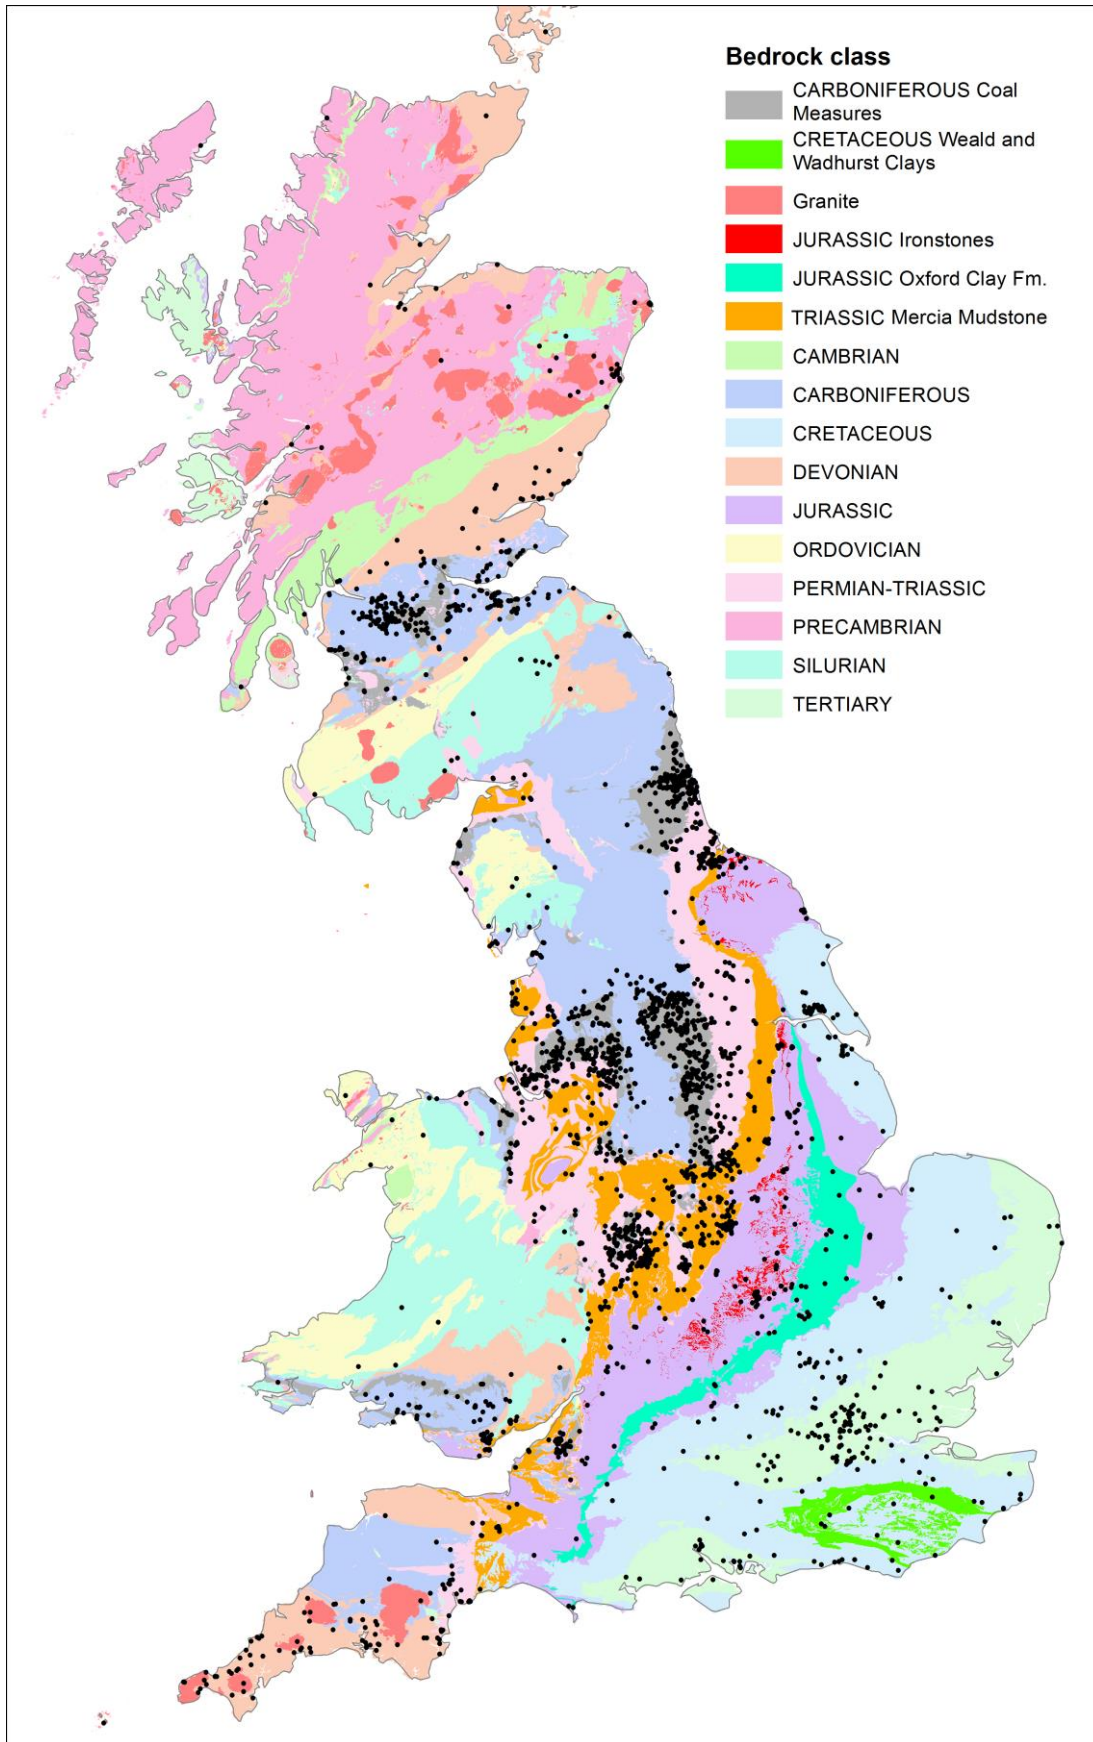 Bedrock class
CARBONIFEROUS Coal
Measures
CRETACEOUS Weald and
Wadhurst Clays
Granite
JURASSIC Ironstones
JURASSIC Oxford Clay Fm.
TRIASSIC Mercia Mudstone
CAMBRIAN
CARBONIFEROUS
CRETACEOUS
DEVONIAN
JURASSIC
ORDOVICIAN
PERMIAN-TRIASSIC
PRECAMBRIAN
SILURIAN
TERTIARY